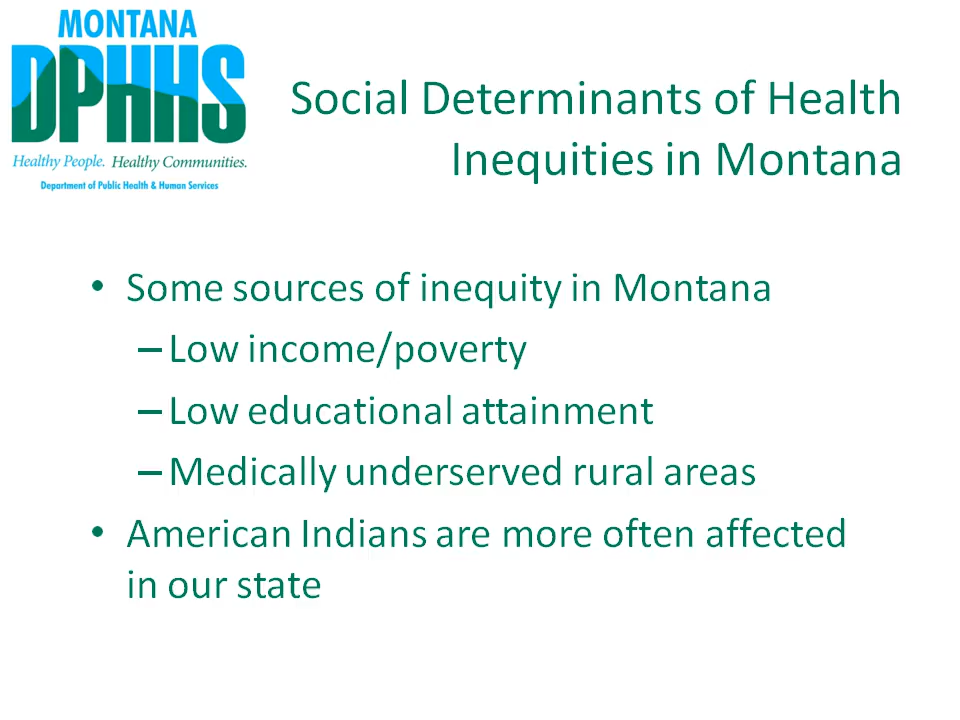 MONTANA
DPHHS
Healthy People. Healthy Communities.
Department of Public Health & Human Services
Social Determinants of Health
Inequities in Montana
• Some sources of inequity in Montana
– Low income/poverty
– Low educational attainment
– Medically underserved rural areas
• American Indians are more often affected
in our state